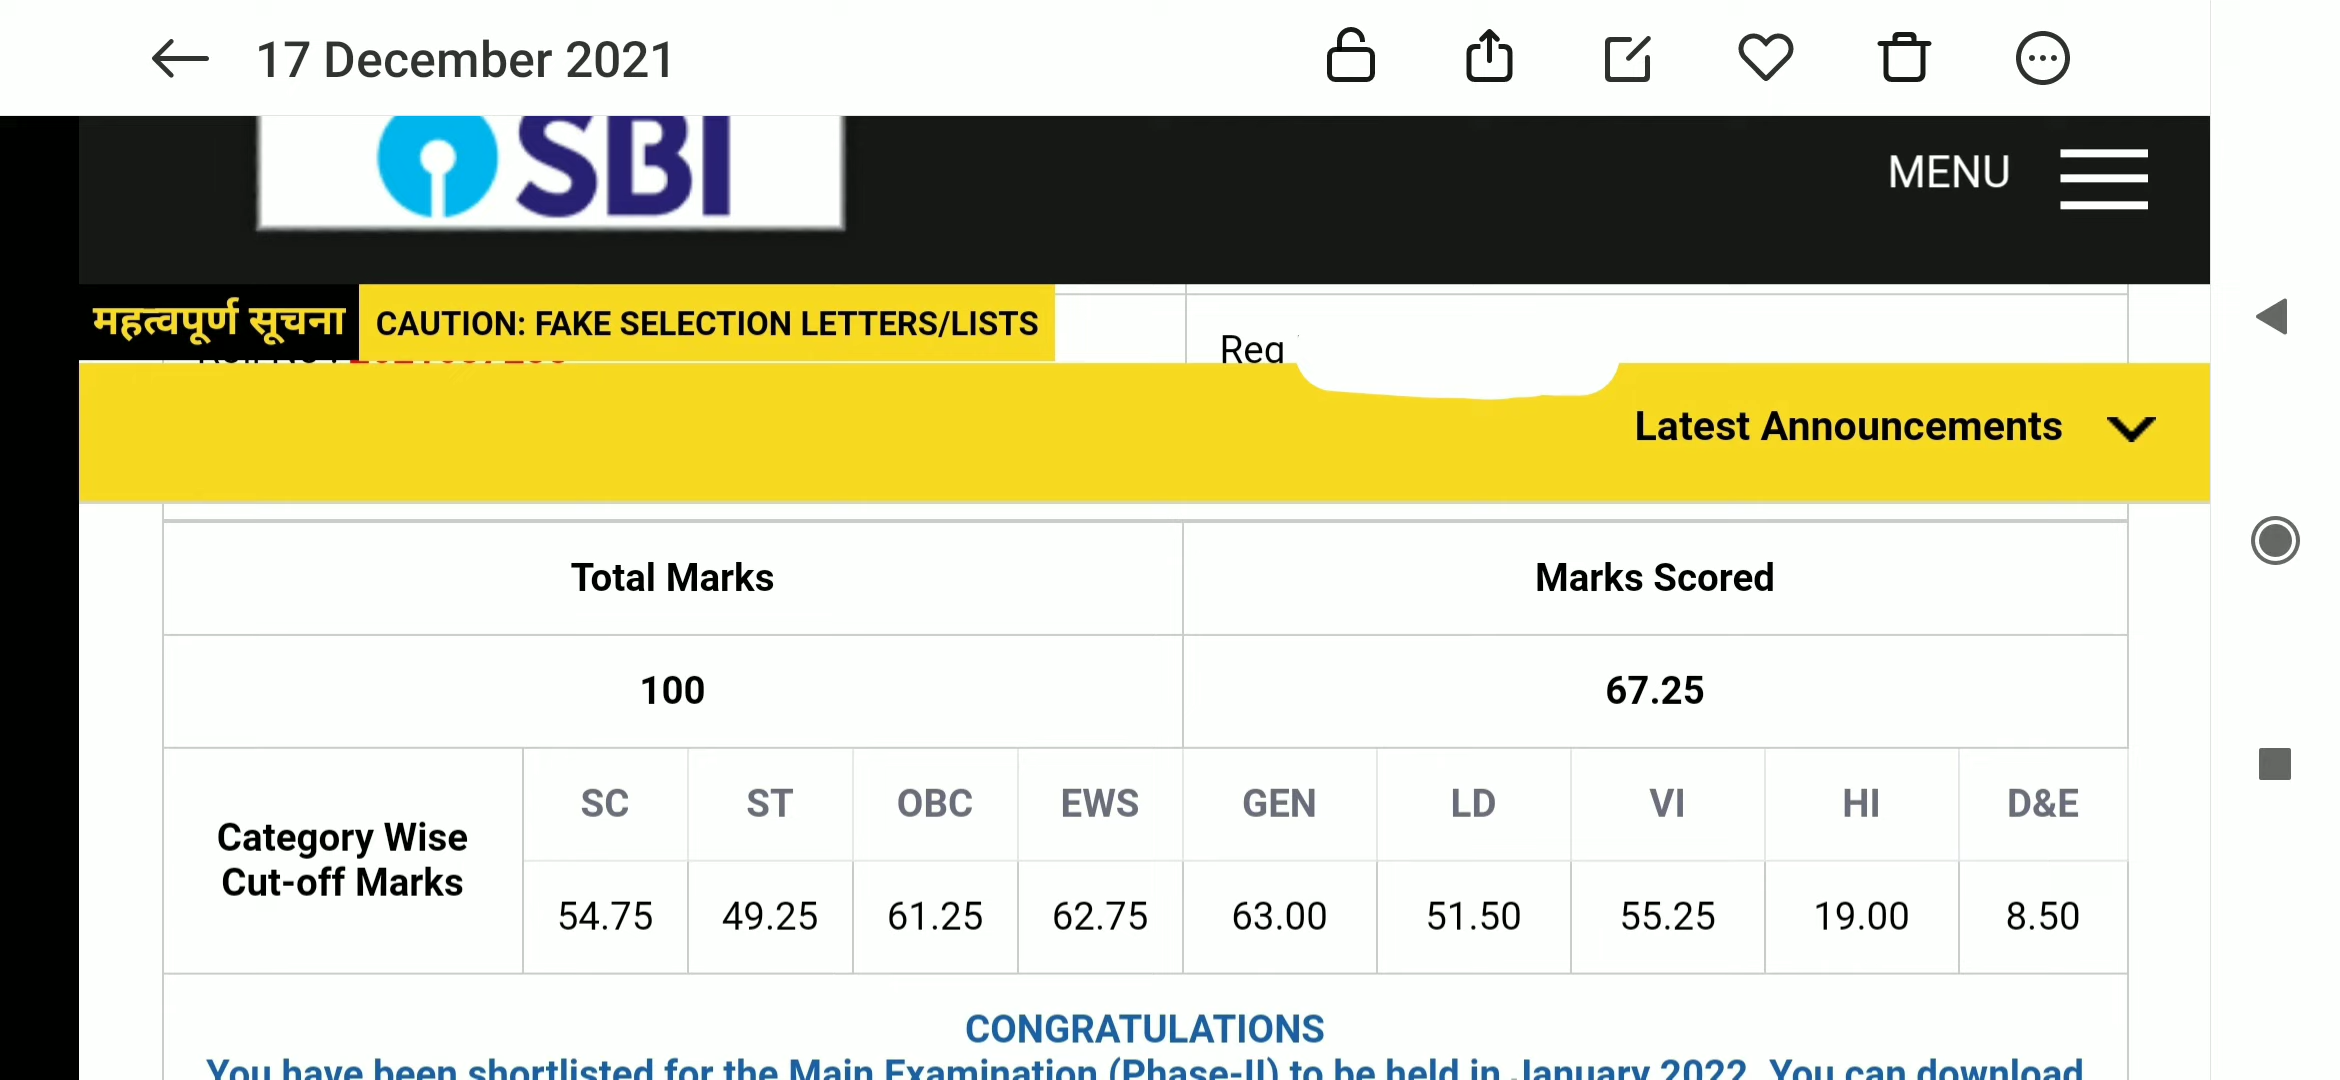 17 December 2021
SBI
MENU
महत्वपूर्ण सूचना CAUTION: FAKE SELECTION LETTERS/LISTS
Latest Announcements
Total Marks Marks Scored
100 67.25
SC ST OBC EWS GEN LD VI HI D&E
Category Wise
Cut-off Marks
54.75 49.25 61.25 62.75 63.00 51.50 55.25 19.00 8.50
CONGRATULATIONS
You have been shortlisted for the Main Examination (Phase-II) to be held in January 2022. You can download